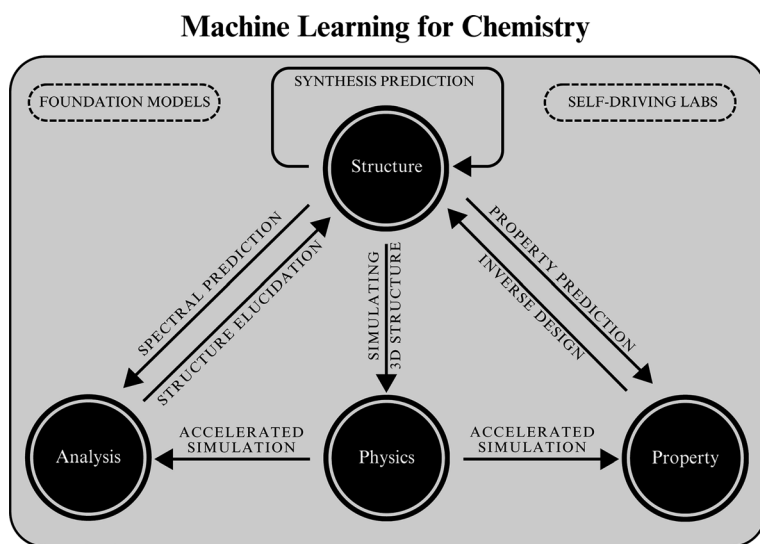 Machine Learning for Chemistry
FOUNDATION MODELS
SYNTHESIS PREDICTION
SELF-DRIVING LABS
Structure
SPECTRAL PREDICTION
STRUCTURE ELUCIDATION
SIMULATING
3D STRUCTURE
PROPERTY PREDICTION
INVERSE DESIGN
Analysis
ACCELERATED
SIMULATION
Physics
ACCELERATED
SIMULATION
Property